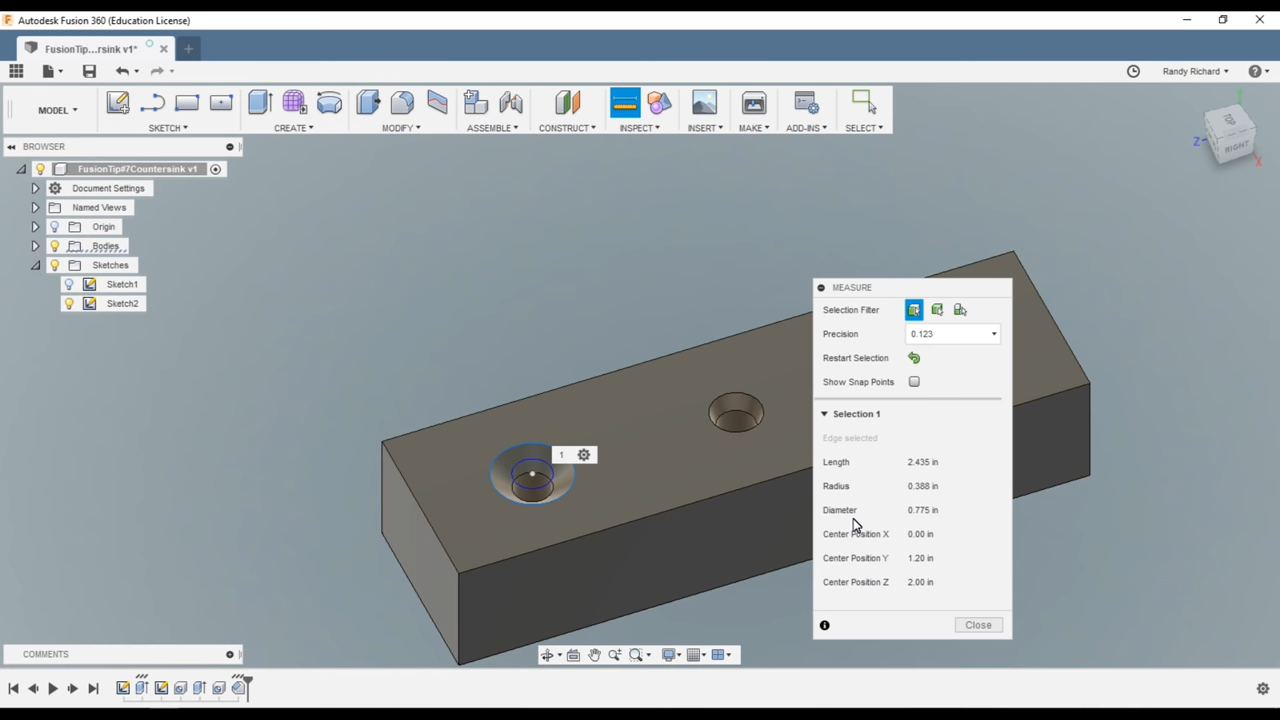 Autodesk Fusion 360 (Education License)
FusionTip...rsink v1*
Randy Richard
MODEL
SKETCH
CREATE
MODIFY
ASSEMBLE
CONSTRUCT
INSPECT
INSERT
MAKE
ADD-INS
SELECT
BROWSER
FusionTip#7Countersink v1
Document Settings
Named Views
Origin
Bodies
Sketches
Sketch1
Sketch2
TOP
RIGHT
Z
X
1
MEASURE
Selection Filter
Precision 0.123
Restart Selection
Show Snap Points
Selection 1
Edge selected
Length 2.435 in
Radius 0.388 in
Diameter 0.775 in
Center Position X 0.00 in
Center Position Y 1.20 in
Center Position Z 2.00 in
Close
COMMENTS